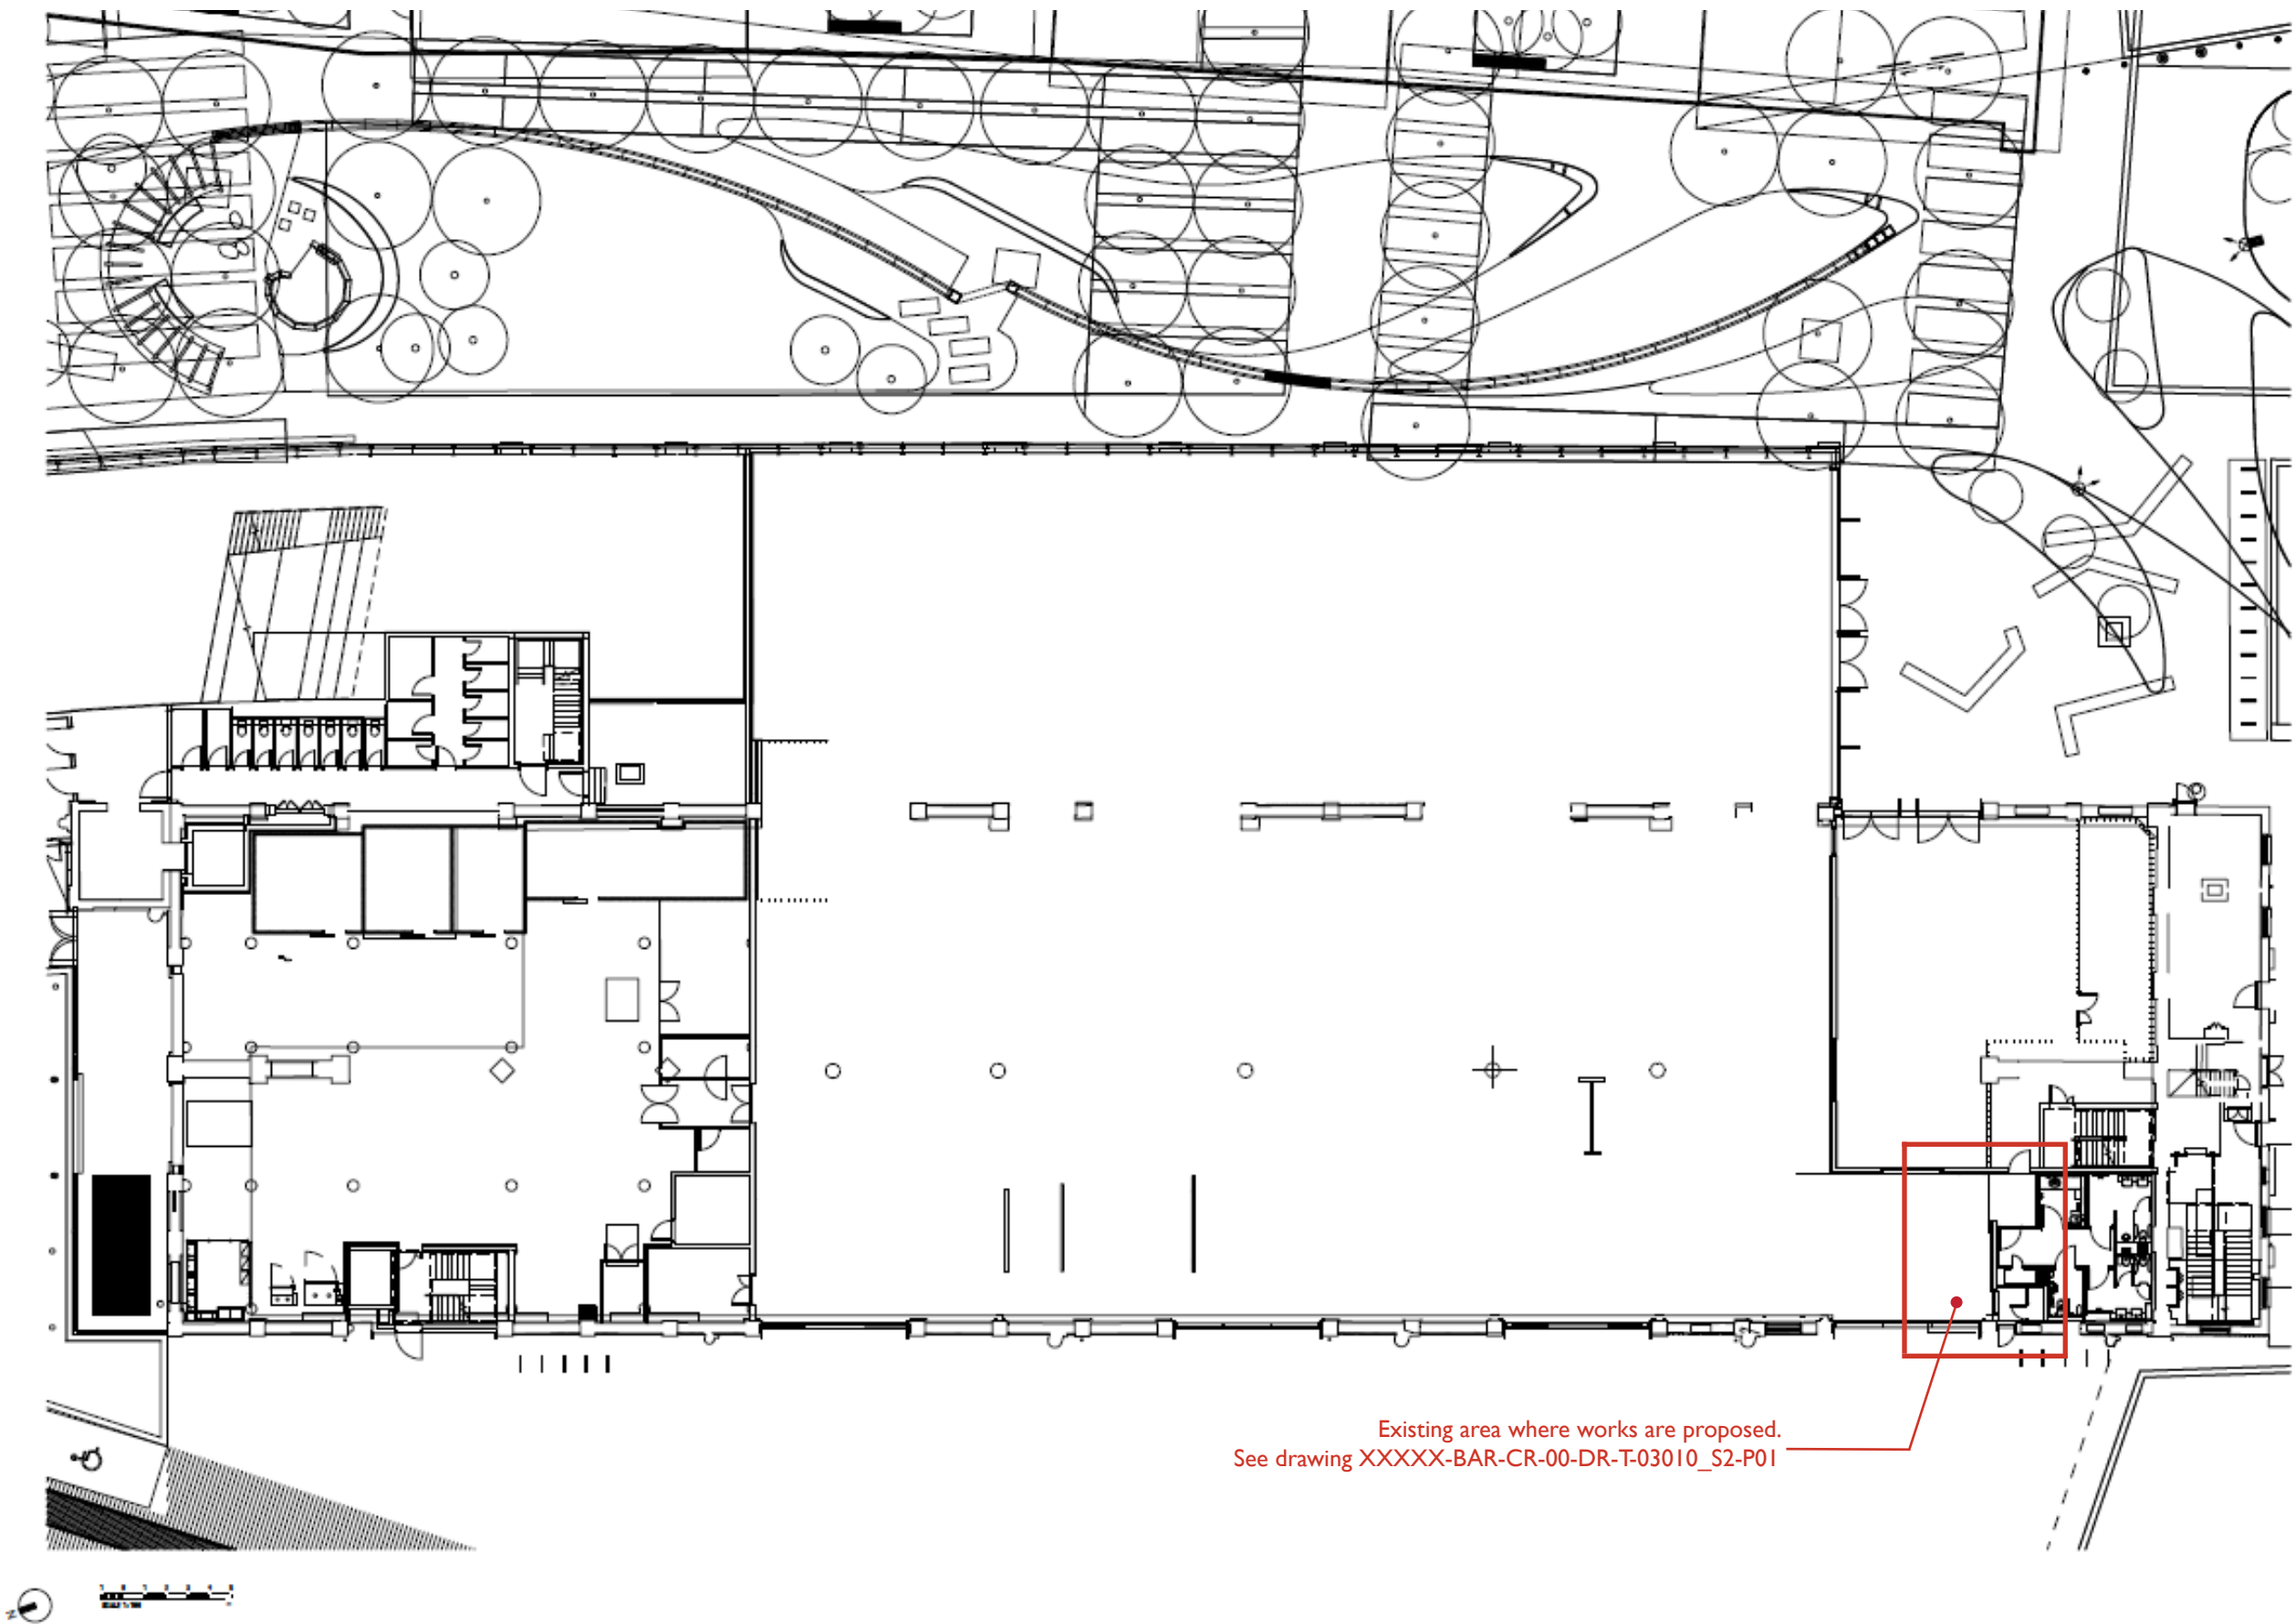 Existing area where works are proposed.
See drawing XXXXX-BAR-CR-00-DR-T-03010_S2-P01
N